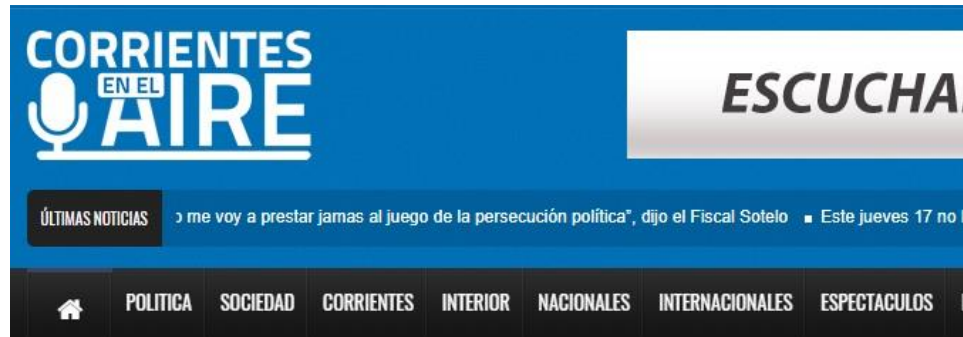 CORRIENTES
EN EL
AIRE
ESCUCHA
ÚLTIMAS NOTICIAS me voy a prestar jamas al juego de la persecución política", dijo el Fiscal Sotelo ▪ Este jueves 17 no
POLITICA SOCIEDAD CORRIENTES INTERIOR NACIONALES INTERNACIONALES ESPECTACULOS